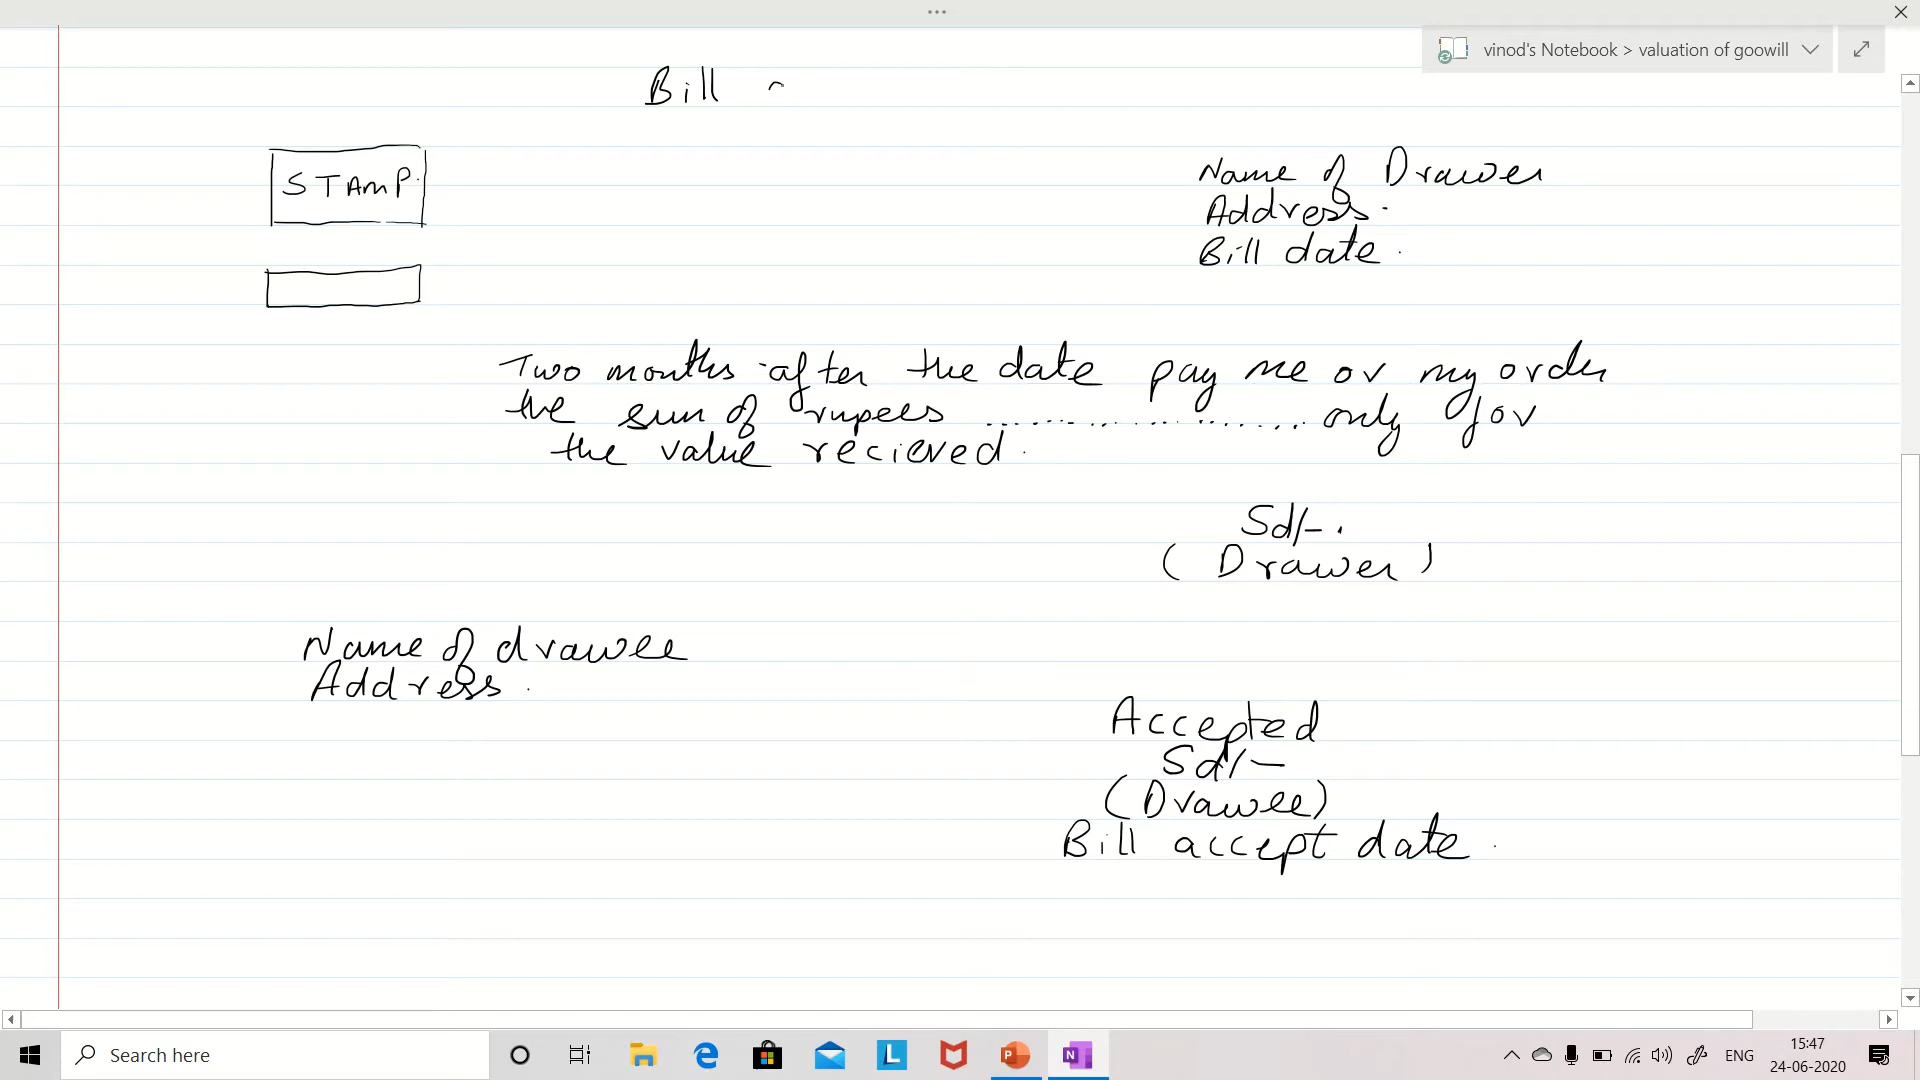 vinod's Notebook > valuation of goowill
Bill
STAMP.
Name of Drawer
Address.
Bill date.
Two months after the date pay me or my order
the sum of rupees .................... only for
the value recieved.
Sd/-.
( Drawer )
Name of drawee
Address.
Accepted
Sd/-
(Drawee)
Bill accept date.
Search here
ENG
15:47
24-06-2020